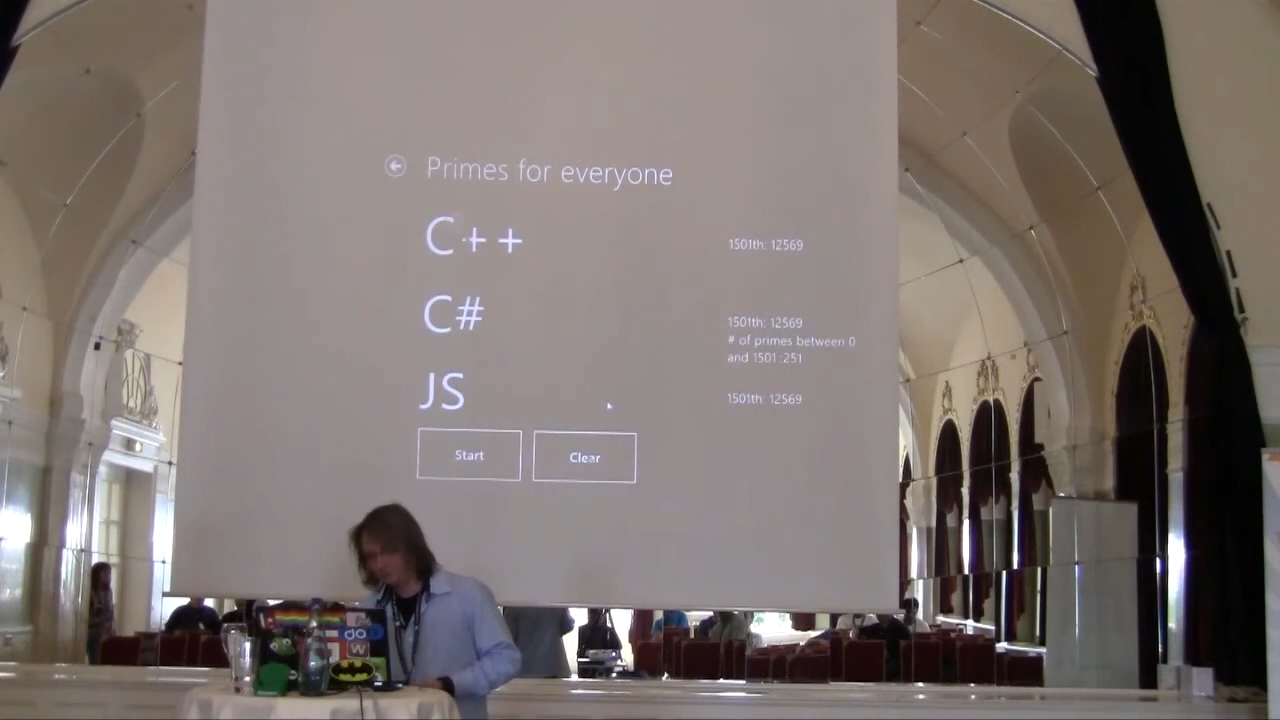 Primes for everyone
C++
1501th: 12569
C#
1501th: 12569
# of primes between 0
and 1501 :251
JS
1501th: 12569
Start
Clear